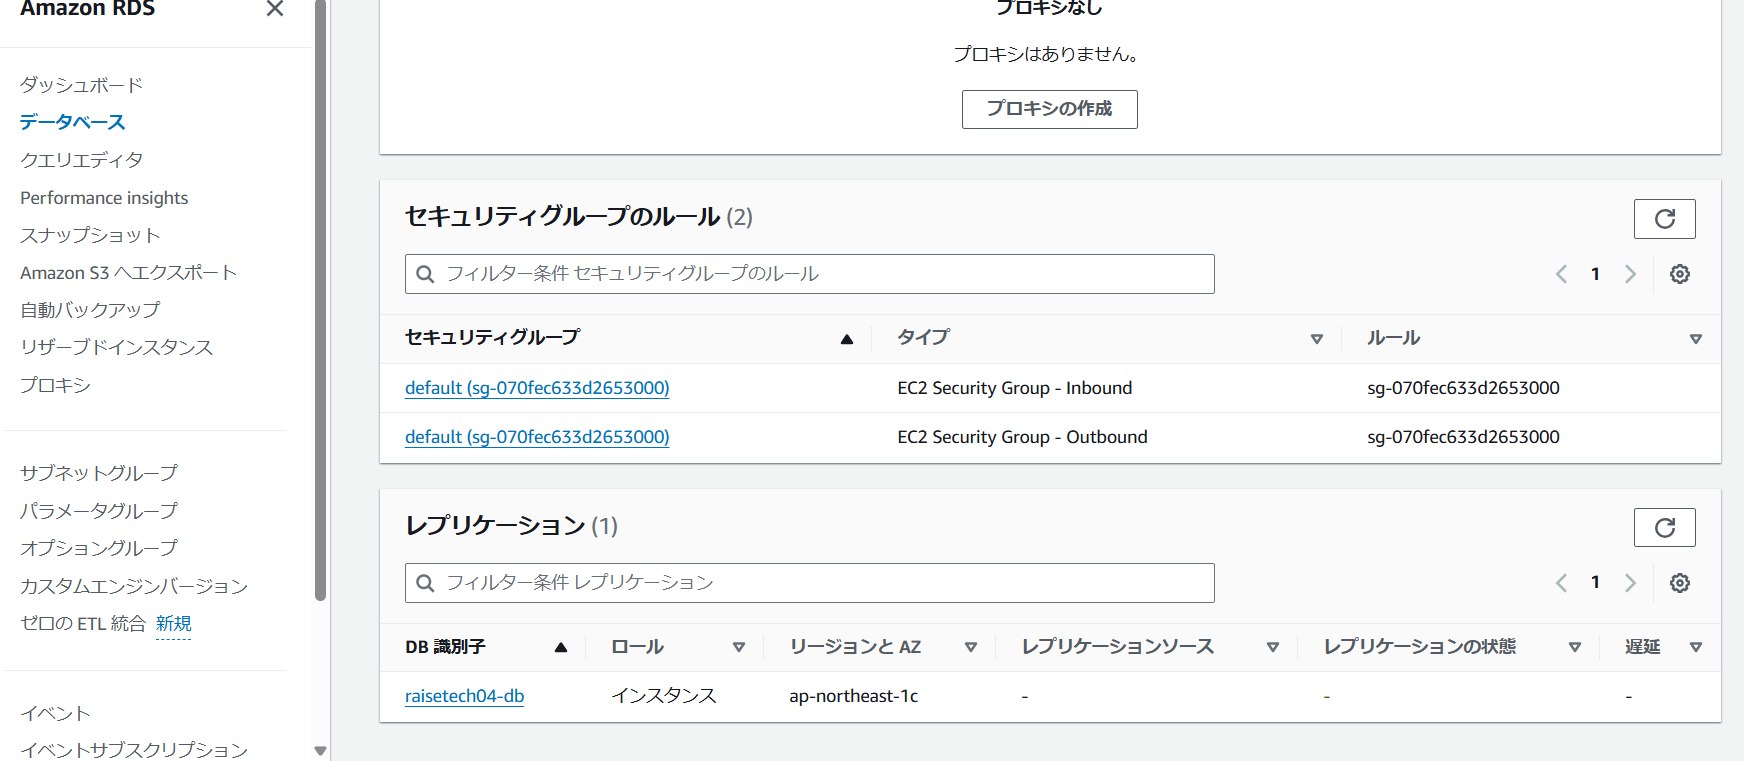 Amazon RDS
ダッシュボード
データベース
クエリエディタ
Performance insights
スナップショット
Amazon S3 へエクスポート
自動バックアップ
リザーブドインスタンス
プロキシ
サブネットグループ
パラメータグループ
オプショングループ
カスタムエンジンバージョン
ゼロの ETL 統合 新規
イベント
イベントサブスクリプション
プロキシなし
プロキシはありません。
プロキシの作成
セキュリティグループのルール (2)
フィルター条件 セキュリティグループのルール
1
セキュリティグループ タイプ ルール
default (sg-070fec633d2653000) EC2 Security Group - Inbound sg-070fec633d2653000
default (sg-070fec633d2653000) EC2 Security Group - Outbound sg-070fec633d2653000
レプリケーション (1)
フィルター条件 レプリケーション
1
DB 識別子 ロール リージョンと AZ レプリケーションソース レプリケーションの状態 遅延
raisetech04-db インスタンス ap-northeast-1c - - -